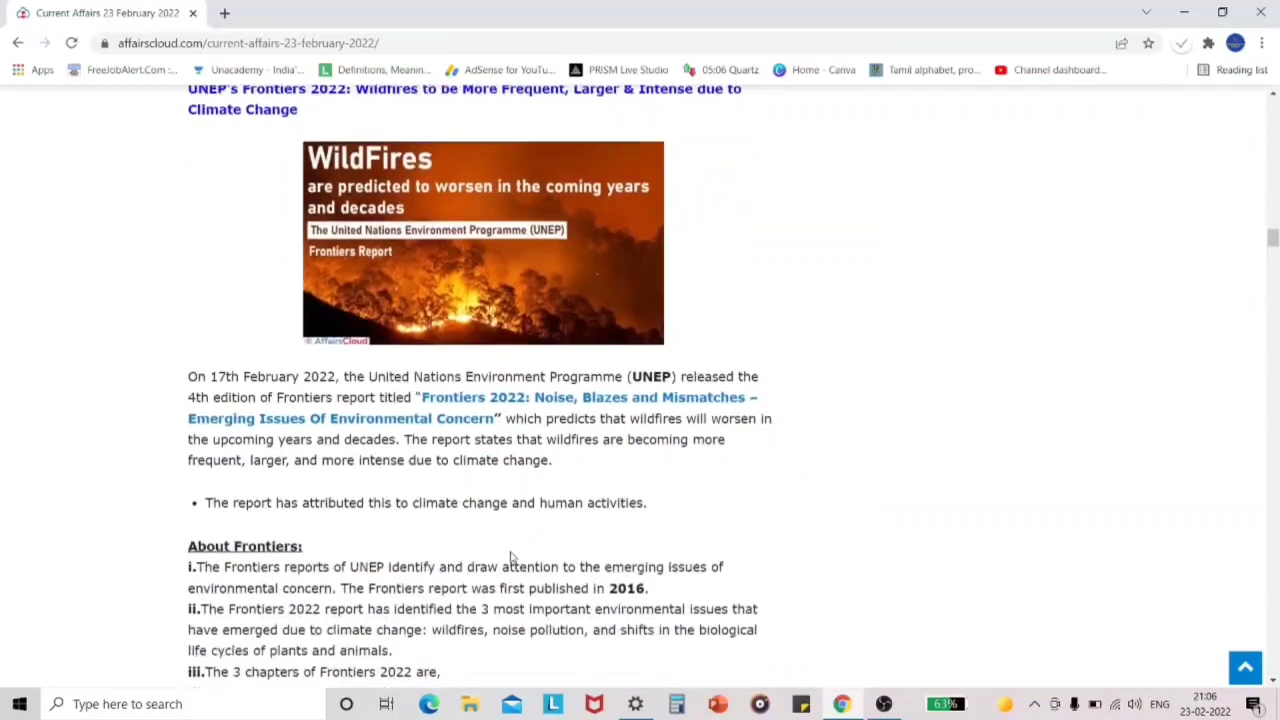 Current Affairs 23 February 2022
affairscloud.com/current-affairs-23-february-2022/
Apps
FreeJobAlert.Com :...
Unacademy - India'...
Definitions, Meanin...
AdSense for YouTu...
PRISM Live Studio
05:06 Quartz
Home - Canva
Tamil alphabet, pro...
Channel dashboard...
Reading list
UNEP's Frontiers 2022: Wildfires to be More Frequent, Larger & Intense due to
Climate Change
WildFires
are predicted to worsen in the coming years
and decades
The United Nations Environment Programme (UNEP)
Frontiers Report
© AffairsCloud
On 17th February 2022, the United Nations Environment Programme (UNEP) released the
4th edition of Frontiers report titled “Frontiers 2022: Noise, Blazes and Mismatches –
Emerging Issues Of Environmental Concern” which predicts that wildfires will worsen in
the upcoming years and decades. The report states that wildfires are becoming more
frequent, larger, and more intense due to climate change.
• The report has attributed this to climate change and human activities.
About Frontiers:
i.The Frontiers reports of UNEP identify and draw attention to the emerging issues of
environmental concern. The Frontiers report was first published in 2016.
ii.The Frontiers 2022 report has identified the 3 most important environmental issues that
have emerged due to climate change: wildfires, noise pollution, and shifts in the biological
life cycles of plants and animals.
iii.The 3 chapters of Frontiers 2022 are,
Type here to search
63%
ENG
21:06
23-02-2022